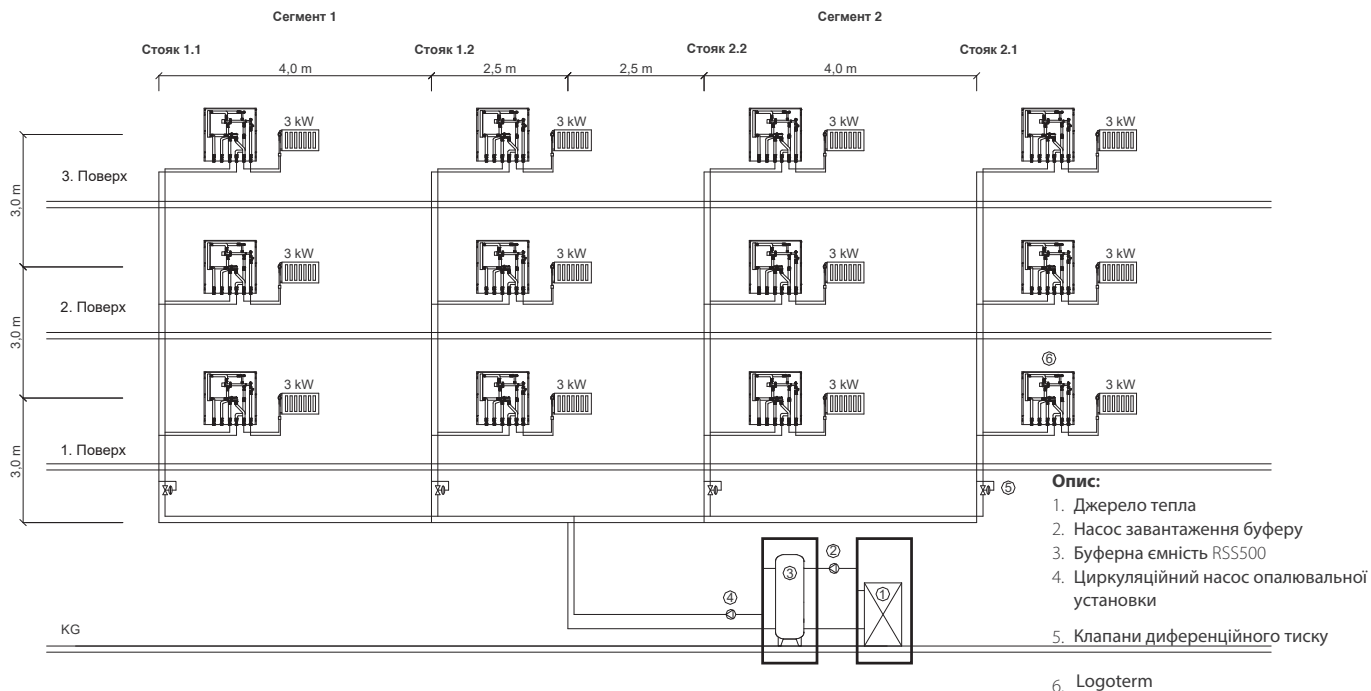 Сегмент 1
Сегмент 2
Стояк 1.1
Стояк 1.2
Стояк 2.2
Стояк 2.1
4,0 m
2,5 m
2,5 m
4,0 m
3 kW
3 kW
3 kW
3 kW
3. Поверх
3,0 m
3 kW
3 kW
3 kW
3 kW
2. Поверх
3,0 m
6
3 kW
3 kW
3 kW
3 kW
1. Поверх
3,0 m
5
Опис:
1. Джерело тепла
2. Насос завантаження буферу
3. Буферна ємність RSS500
4. Циркуляційний насос опалювальної
установки
5. Клапани диференційного тиску
6. Logoterm
2
3
1
4
KG